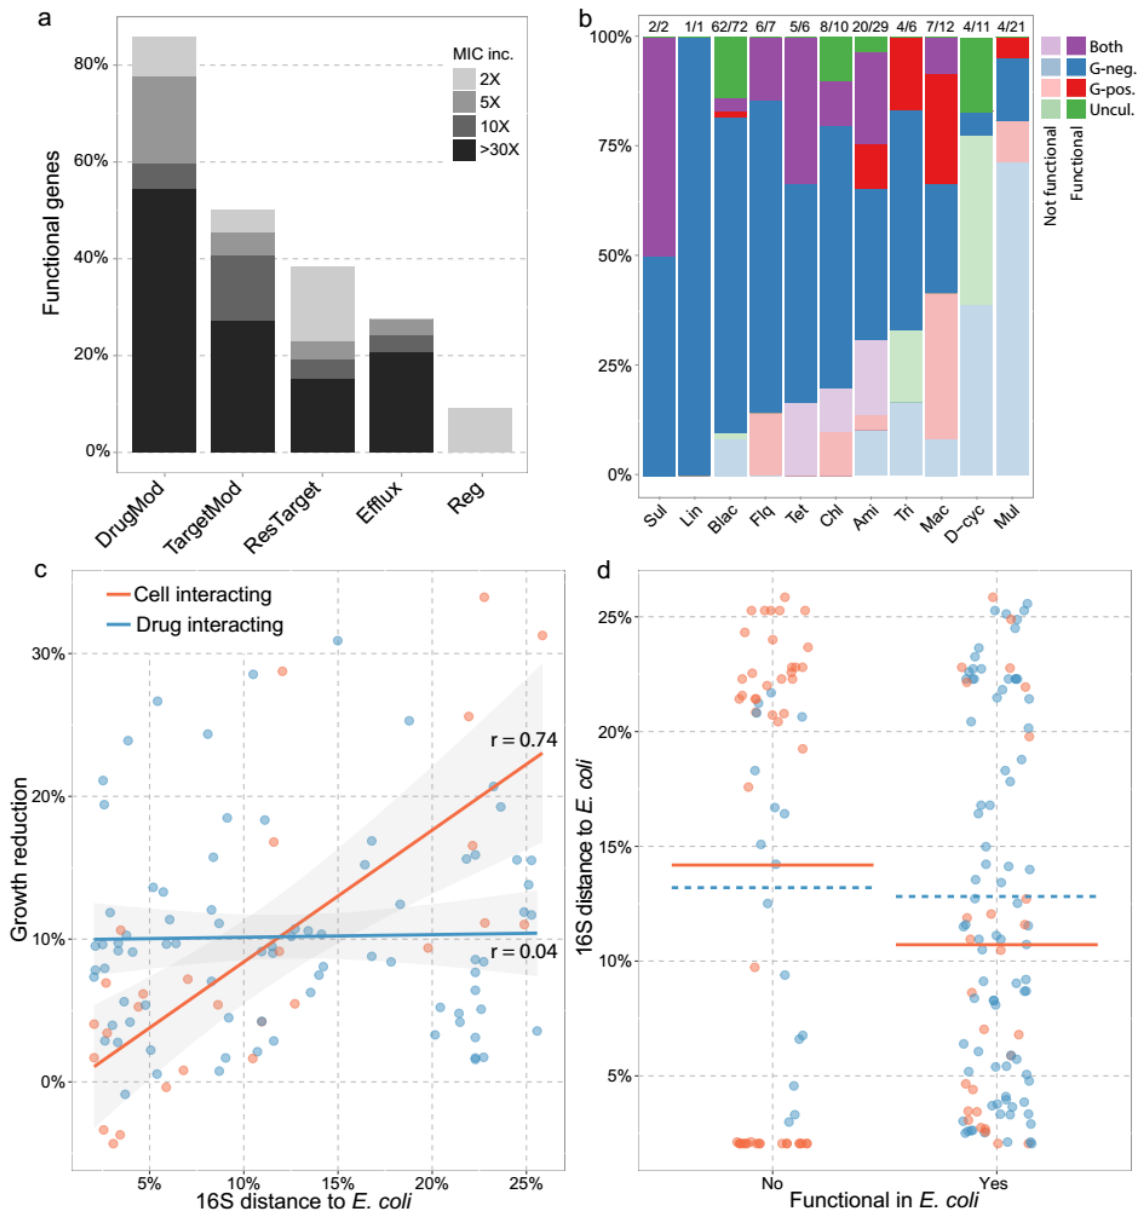 a
MIC inc.
2X
5X
10X
>30X
Functional genes
80%
60%
40%
20%
0%
DrugMod
TargetMod
ResTarget
Efflux
Reg
b
2/2 1/1 62/72 6/7 5/6 8/10 20/29 4/6 7/12 4/11 4/21
100%
75%
50%
25%
0%
Both
G-neg.
G-pos.
Uncul.
Not functional
Functional
Sul
Lin
Blac
Flq
Tet
Chl
Ami
Tri
Mac
D-cyc
Mul
c
Cell interacting
Drug interacting
Growth reduction
30%
20%
10%
0%
r = 0.74
r = 0.04
5% 10% 15% 20% 25%
16S distance to E. coli
d
16S distance to E. coli
25%
20%
15%
10%
5%
No Yes
Functional in E. coli